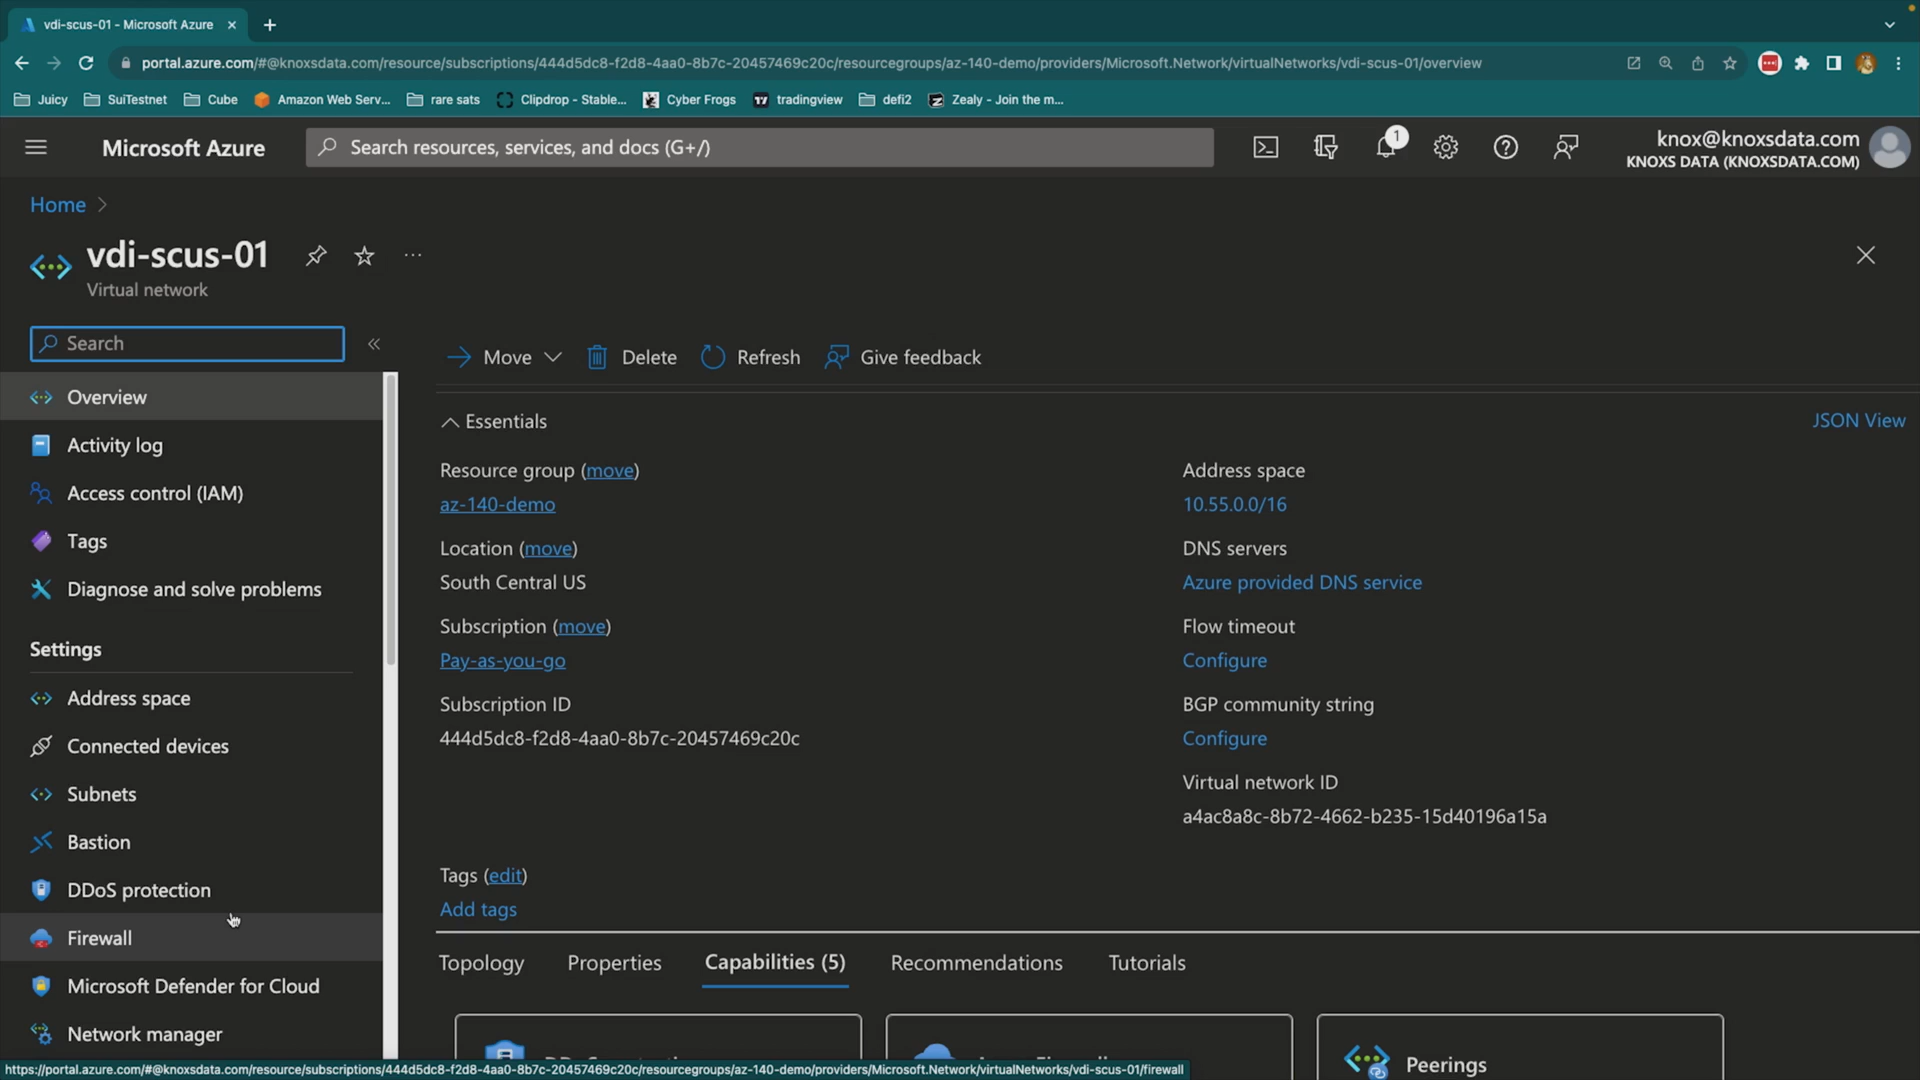 vdi-scus-01 - Microsoft Azure
portal.azure.com/#@knoxsdata.com/resource/subscriptions/444d5dc8-f2d8-4aa0-8b7c-20457469c20c/resourcegroups/az-140-demo/providers/Microsoft.Network/virtualNetworks/vdi-scus-01/overview
Juicy SuiTestnet Cube Amazon Web Serv... rare sats Clipdrop - Stable... Cyber Frogs tradingview defi2 Zealy - Join the m...
Microsoft Azure
Search resources, services, and docs (G+/)
1
knox@knoxsdata.com
KNOXS DATA (KNOXSDATA.COM)
Home
vdi-scus-01
Virtual network
Search
Move Delete Refresh Give feedback
Overview
Activity log
Access control (IAM)
Tags
Diagnose and solve problems
Settings
Address space
Connected devices
Subnets
Bastion
DDoS protection
Firewall
Microsoft Defender for Cloud
Network manager
Essentials
JSON View
Resource group (move)
az-140-demo
Location (move)
South Central US
Subscription (move)
Pay-as-you-go
Subscription ID
444d5dc8-f2d8-4aa0-8b7c-20457469c20c
Address space
10.55.0.0/16
DNS servers
Azure provided DNS service
Flow timeout
Configure
BGP community string
Configure
Virtual network ID
a4ac8a8c-8b72-4662-b235-15d40196a15a
Tags (edit)
Add tags
Topology Properties Capabilities (5) Recommendations Tutorials
Peerings
https://portal.azure.com/#@knoxsdata.com/resource/subscriptions/444d5dc8-f2d8-4aa0-8b7c-20457469c20c/resourcegroups/az-140-demo/providers/Microsoft.Network/virtualNetworks/vdi-scus-01/firewall